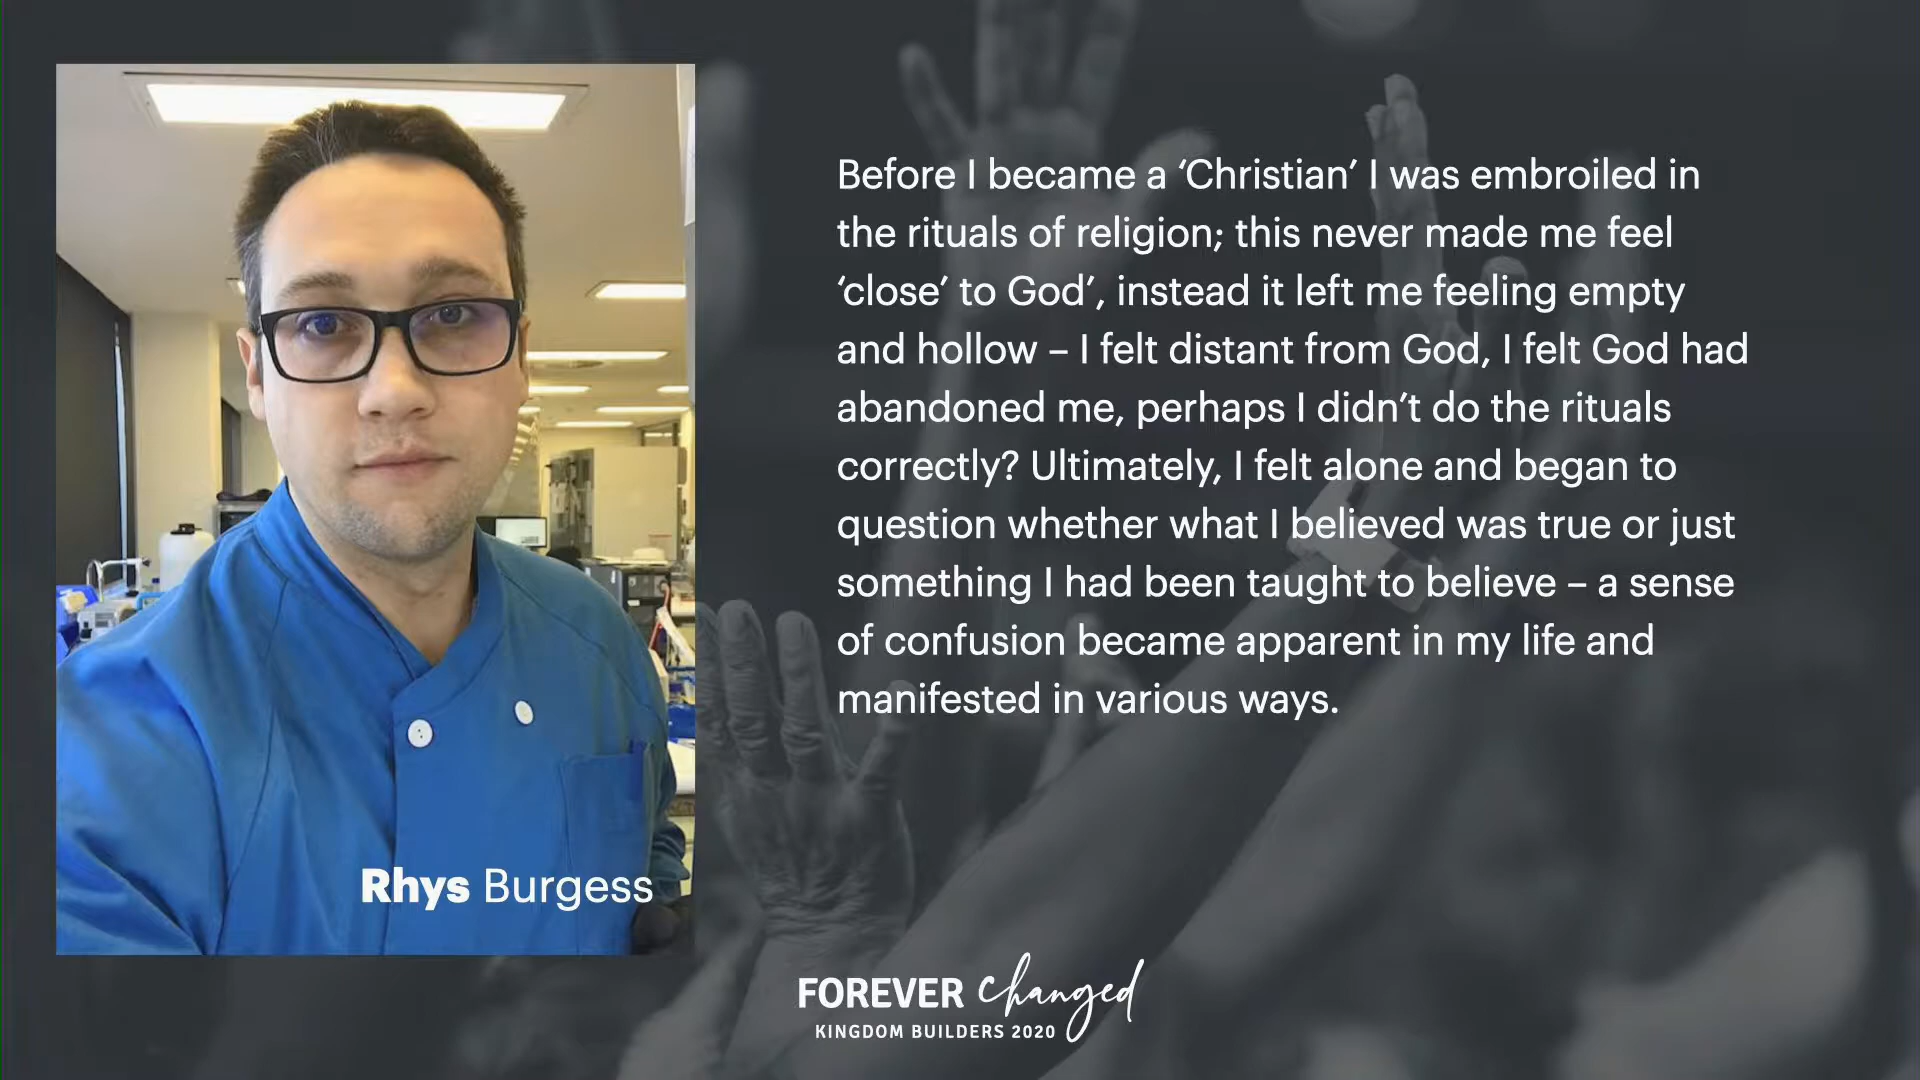 Before I became a ‘Christian’ I was embroiled in
the rituals of religion; this never made me feel
‘close’ to God’, instead it left me feeling empty
and hollow – I felt distant from God, I felt God had
abandoned me, perhaps I didn’t do the rituals
correctly? Ultimately, I felt alone and began to
question whether what I believed was true or just
something I had been taught to believe – a sense
of confusion became apparent in my life and
manifested in various ways.
Rhys Burgess
FOREVER changed
KINGDOM BUILDERS 2020